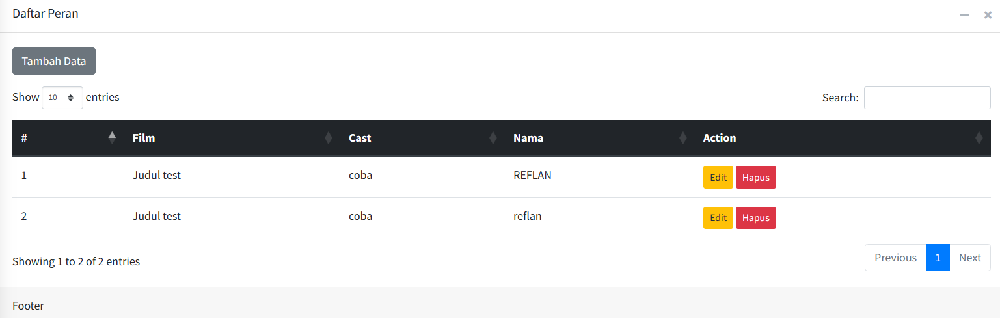 Daftar Peran
Tambah Data
Show 10 entries
Search:
# Film Cast Nama Action
1 Judul test coba REFLAN Edit Hapus
2 Judul test coba reflan Edit Hapus
Showing 1 to 2 of 2 entries
Previous 1 Next
Footer